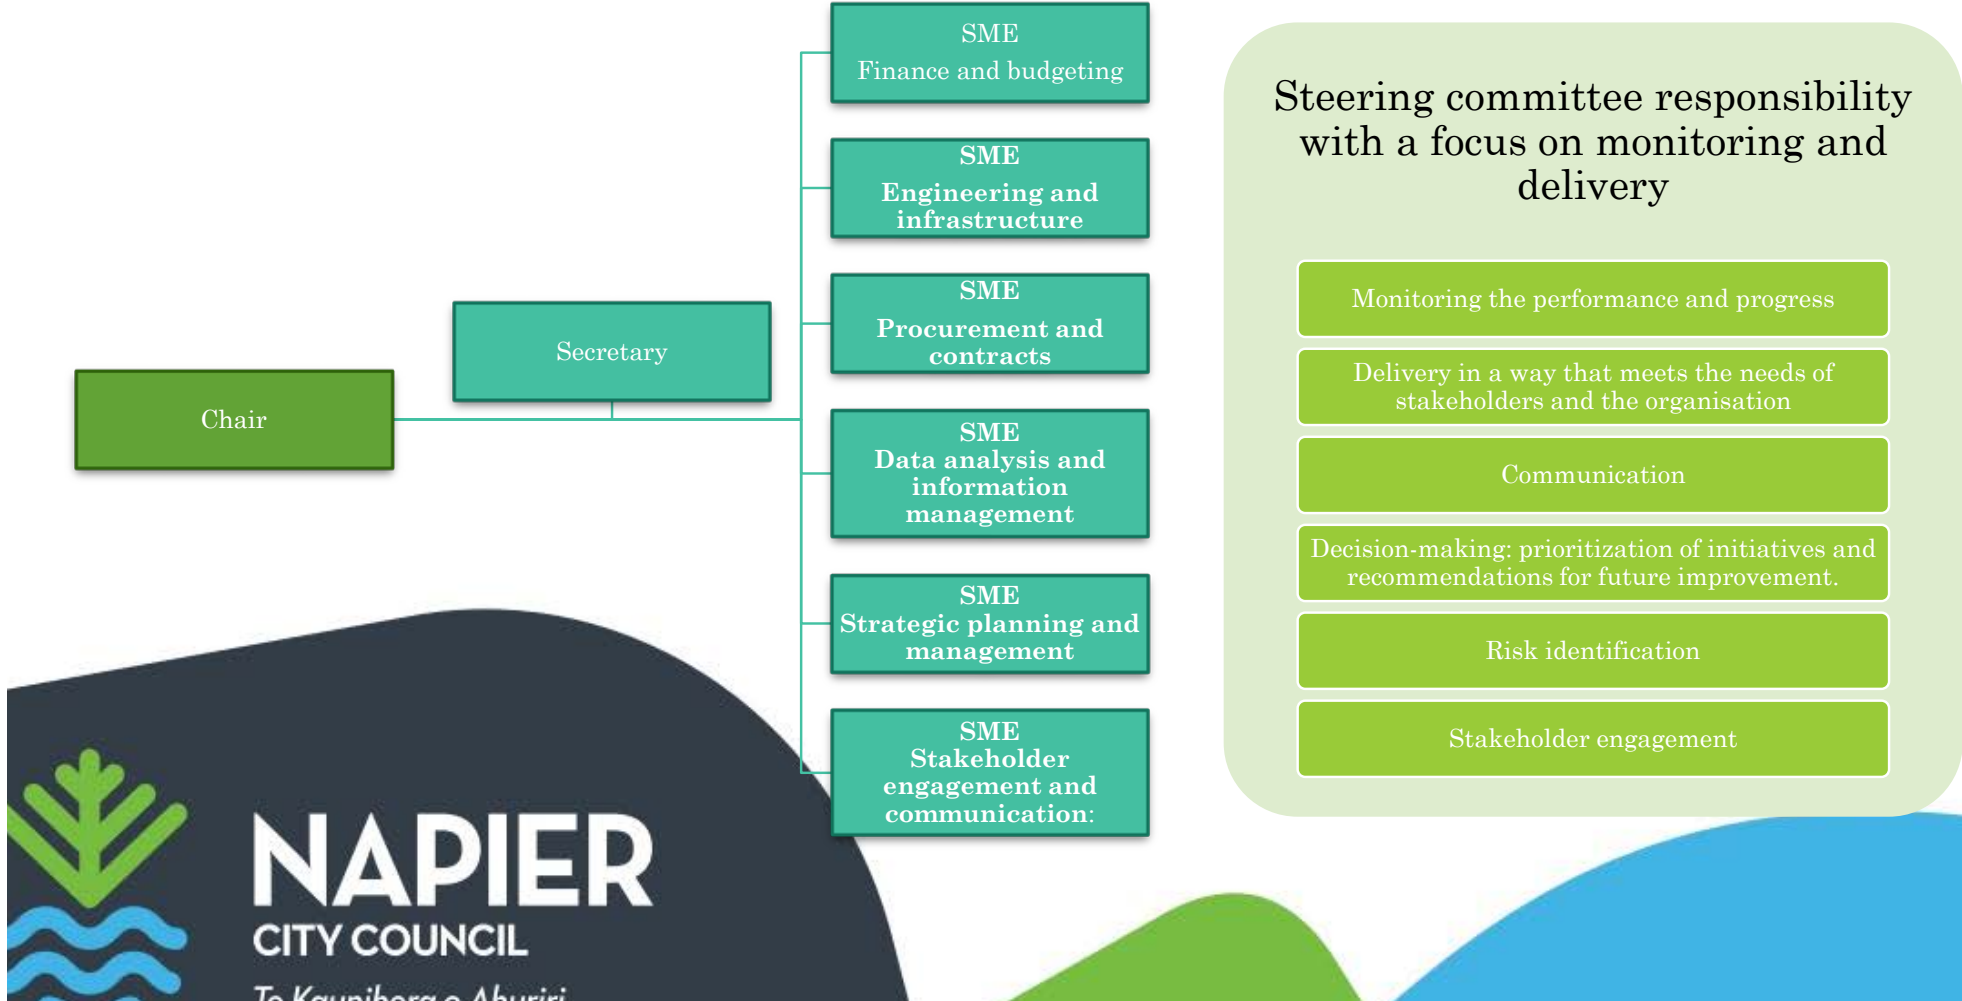 Chair
Secretary
SME
Finance and budgeting
SME
Engineering and
infrastructure
SME
Procurement and
contracts
SME
Data analysis and
information
management
SME
Strategic planning and
management
SME
Stakeholder
engagement and
communication:
Steering committee responsibility
with a focus on monitoring and
delivery
Monitoring the performance and progress
Delivery in a way that meets the needs of
stakeholders and the organisation
Communication
Decision-making: prioritization of initiatives and
recommendations for future improvement.
Risk identification
Stakeholder engagement
NAPIER
CITY COUNCIL
Te Kaunihera o Ahuriri